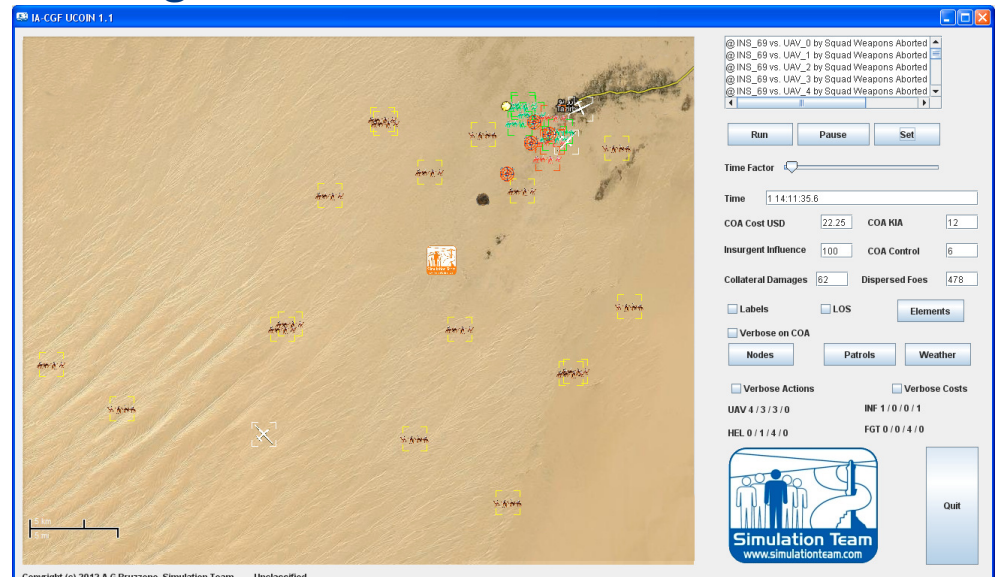 IA-CGF UCOIN 1.1
@ INS_69 vs. UAV_0 by Squad Weapons Aborted
@ INS_69 vs. UAV_1 by Squad Weapons Aborted
@ INS_69 vs. UAV_2 by Squad Weapons Aborted
@ INS_69 vs. UAV_3 by Squad Weapons Aborted
@ INS_69 vs. UAV_4 by Squad Weapons Aborted
Run Pause Set
Time Factor
Time 1 14:11:35.6
COA Cost USD 22.25 COA KIA 12
Insurgent Influence 100 COA Control 6
Collateral Damages 62 Dispersed Foes 478
Labels LOS Elements
Verbose on COA
Nodes Patrols Weather
Verbose Actions Verbose Costs
UAV 4 / 3 / 3 / 0 INF 1 / 0 / 0 / 1
HEL 0 / 1 / 4 / 0 FGT 0 / 0 / 4 / 0
Simulation Team
www.simulationteam.com
Quit
5 km
5 mi
Copyright (c) 2012 A.G.Bruzzone, Simulation Team Unclassified